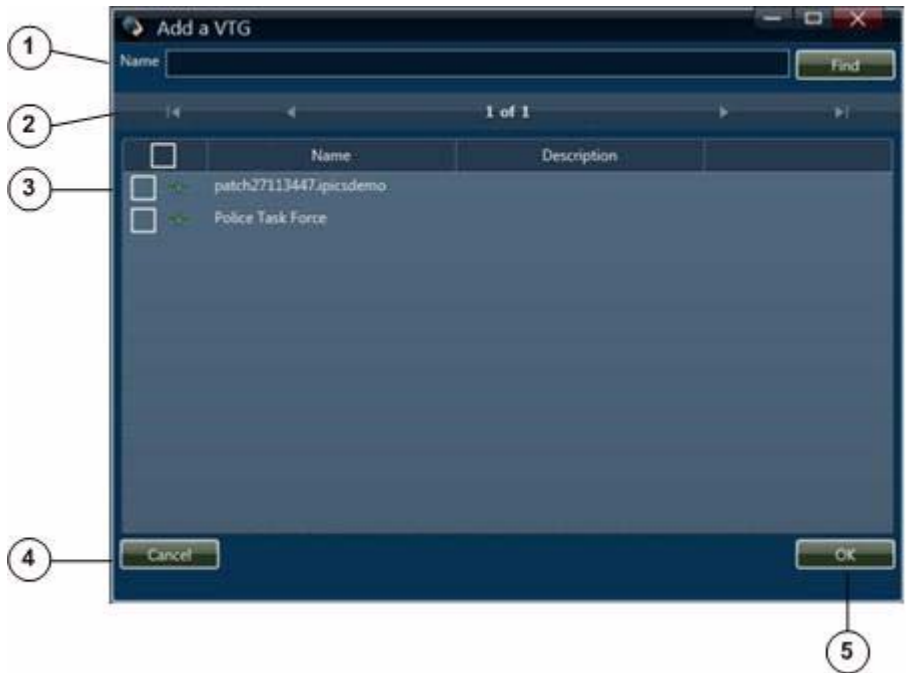 Add a VTG
1
Name
Find
2
1 of 1
Name Description
3
patch27113447.ipicsdemo
Police Task Force
4
Cancel
OK
5